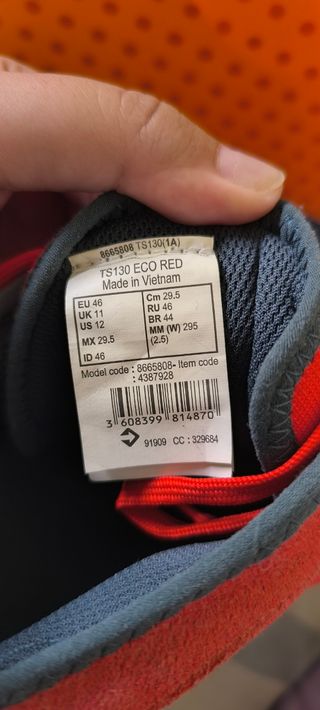 8665808 TS130(1A)
TS130 ECO RED
Made in Vietnam
EU 46
UK 11
US 12
MX 29.5
ID 46
Cm 29.5
RU 46
BR 44
MM (W) 295
(2.5)
Model code : 8665808- Item code
: 4387928
3 608399 814870
91909 CC : 329684